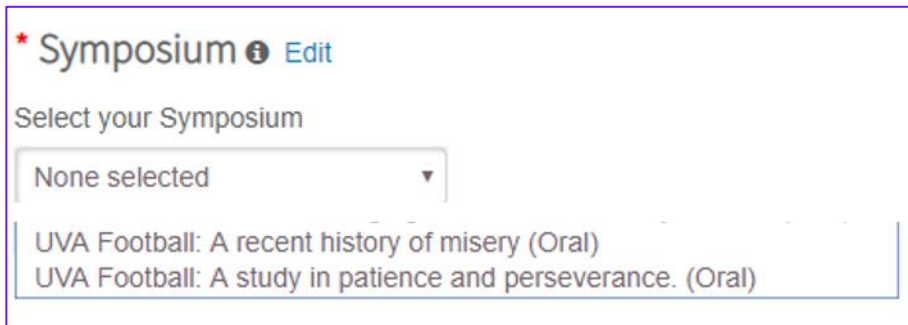 * Symposium Edit
Select your Symposium
None selected
UVA Football: A recent history of misery (Oral)
UVA Football: A study in patience and perseverance. (Oral)